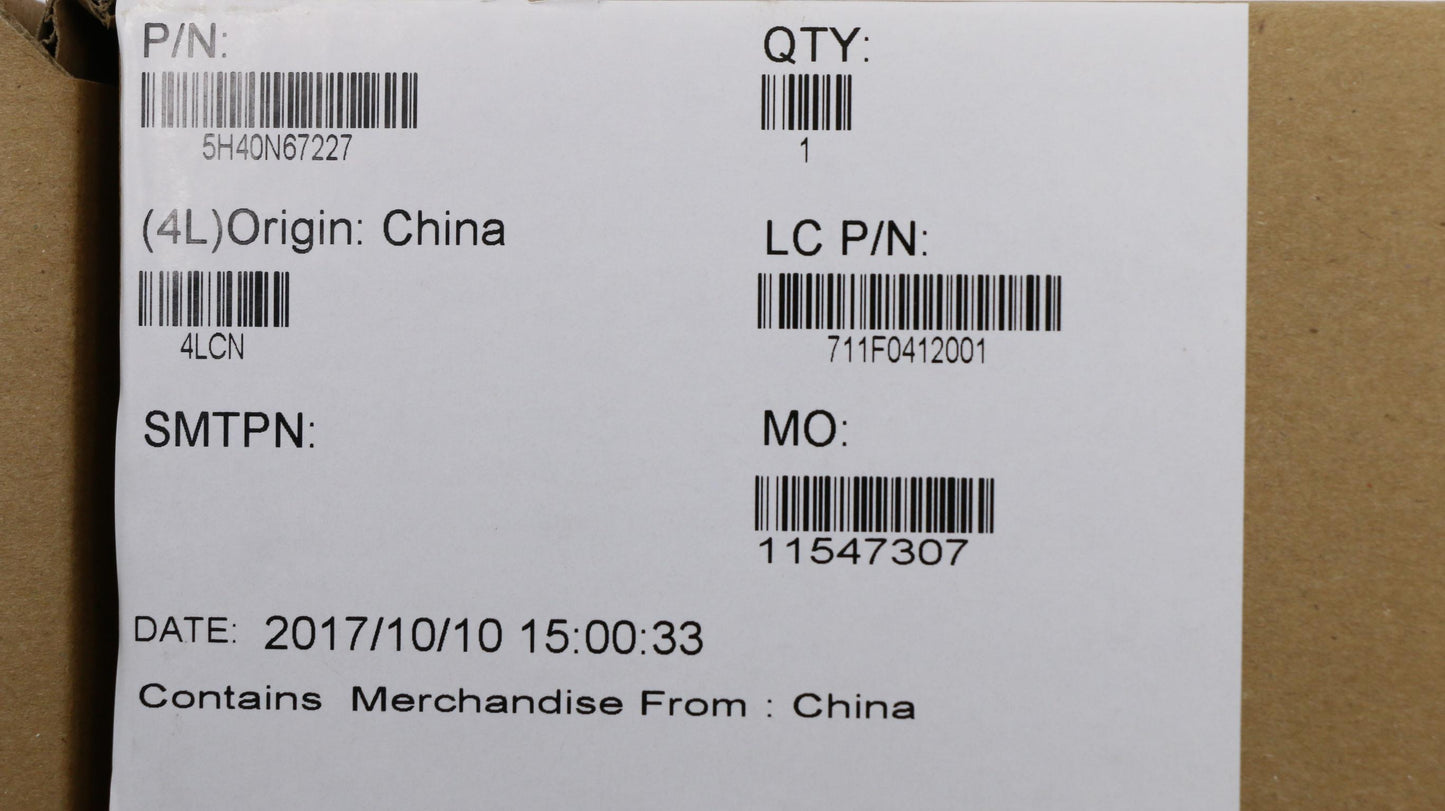 P/N:
QTY:
5H40N67227
1
(4L)Origin: China
LC P/N:
4LCN
711F0412001
SMTPN:
MO:
11547307
DATE: 2017/10/10 15:00:33
Contains Merchandise From : China